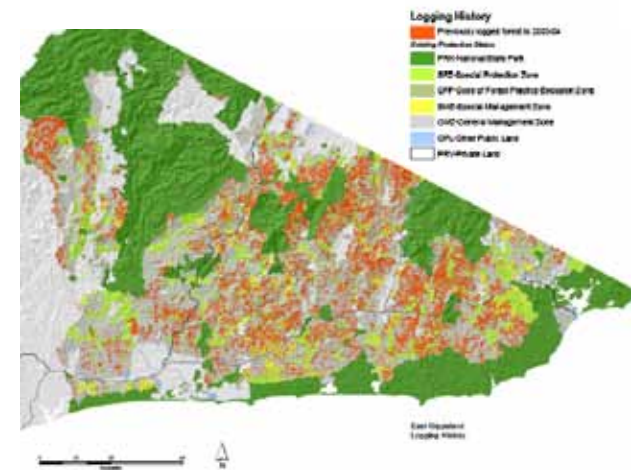 Logging History
Previously logged forest to 2003/04
Existing Protection Status
PRK-National/State Park
SPZ-Special Protection Zone
CFP-Code of Forest Practice Exclusion Zone
SMZ-Special Management Zone
GMZ-General Management Zone
OPL-Other Public Land
PRV-Private Land
East Gippsland
Logging History
N